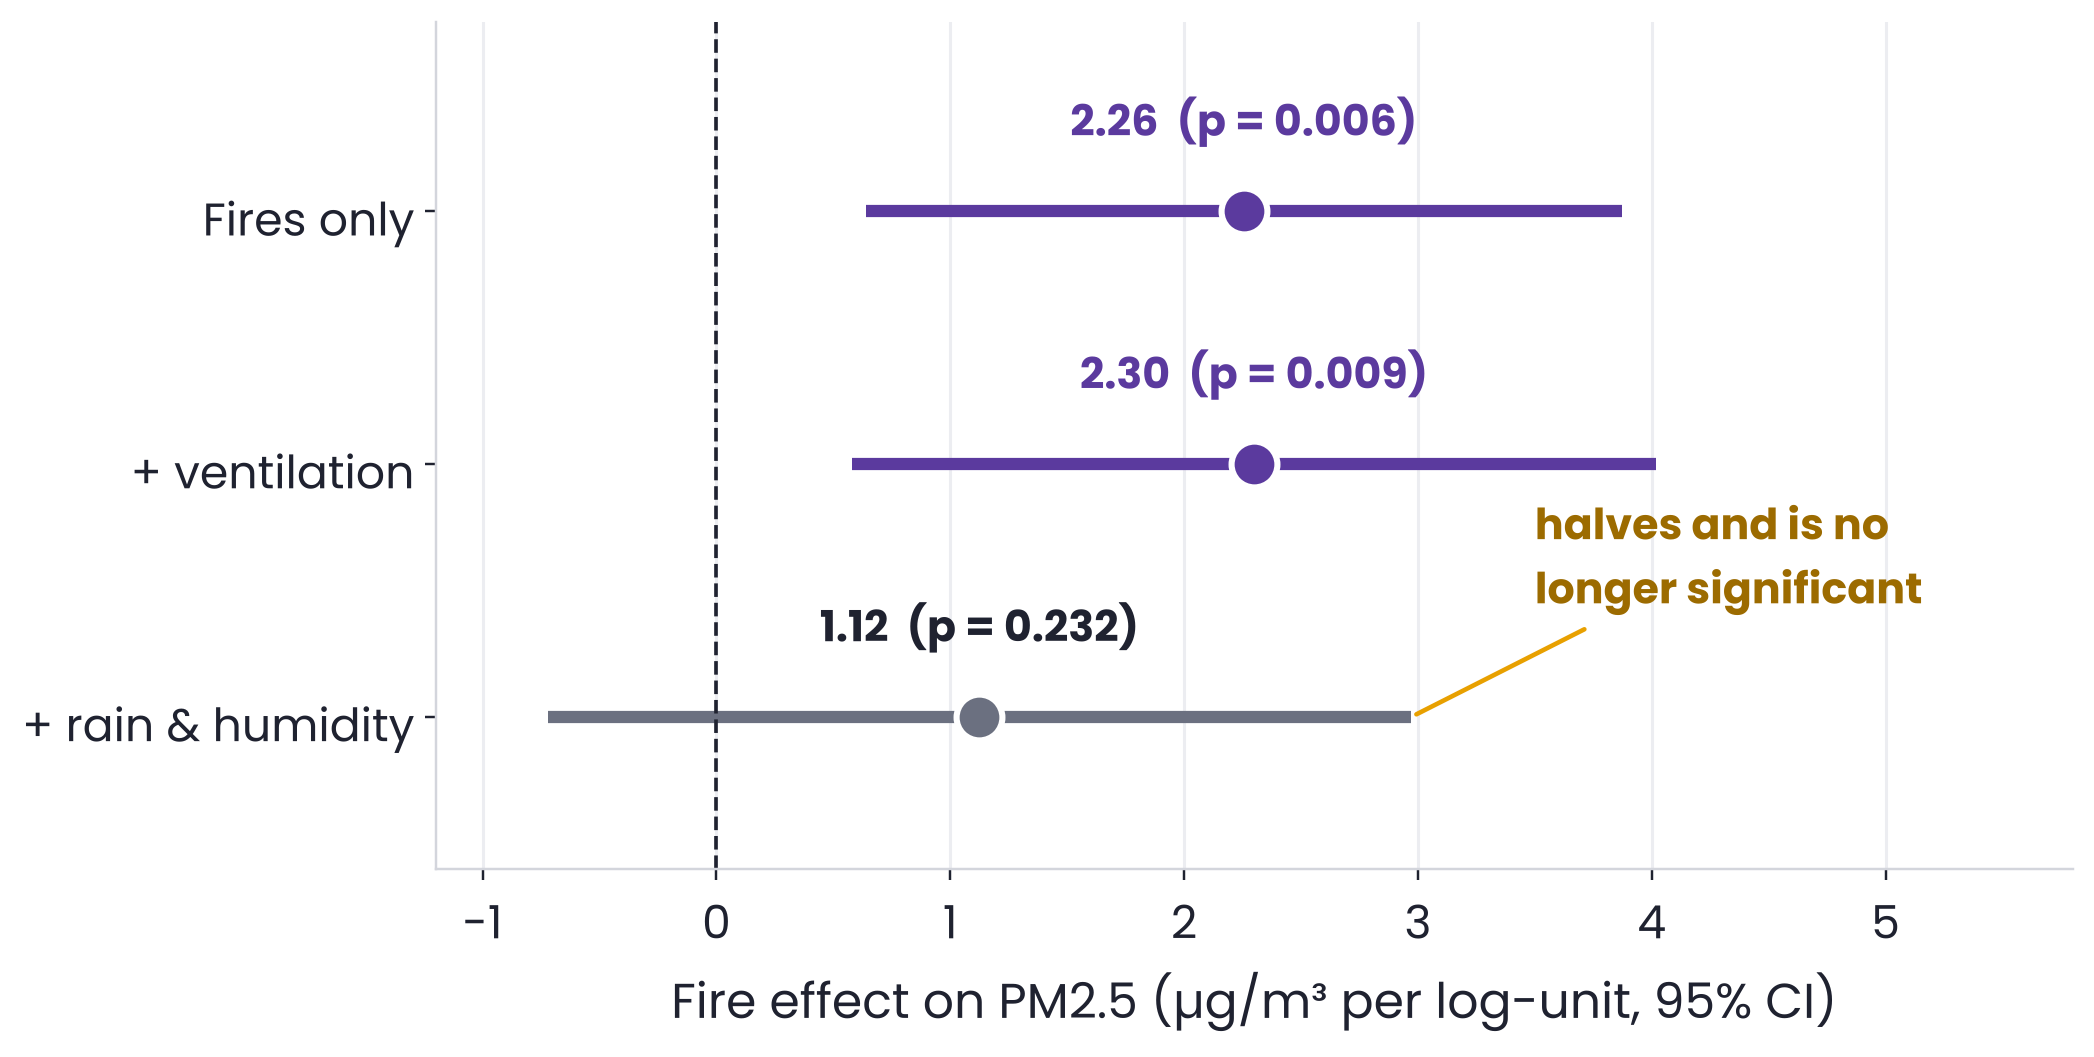 2.26 (p = 0.006)
Fires only
2.30 (p = 0.009)
+ ventilation
halves and is no
longer significant
1.12 (p = 0.232)
+ rain & humidity
−1 0 1 2 3 4 5
Fire effect on PM2.5 (μg/m³ per log-unit, 95% CI)